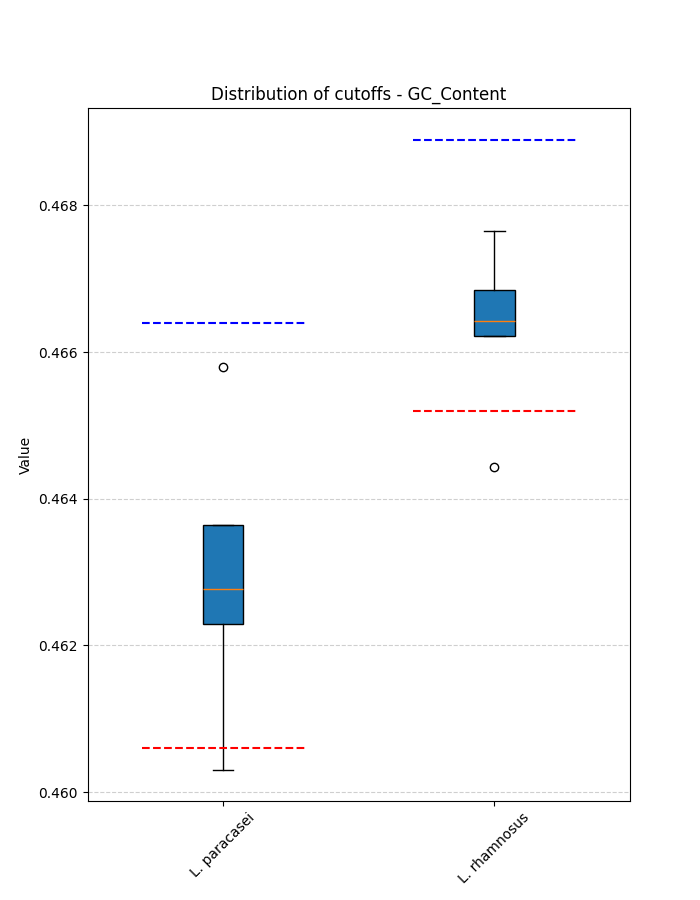 Distribution of cutoffs - GC_Content
0.468
0.466
0.464
0.462
0.460
Value
L. paracasei
L. rhamnosus